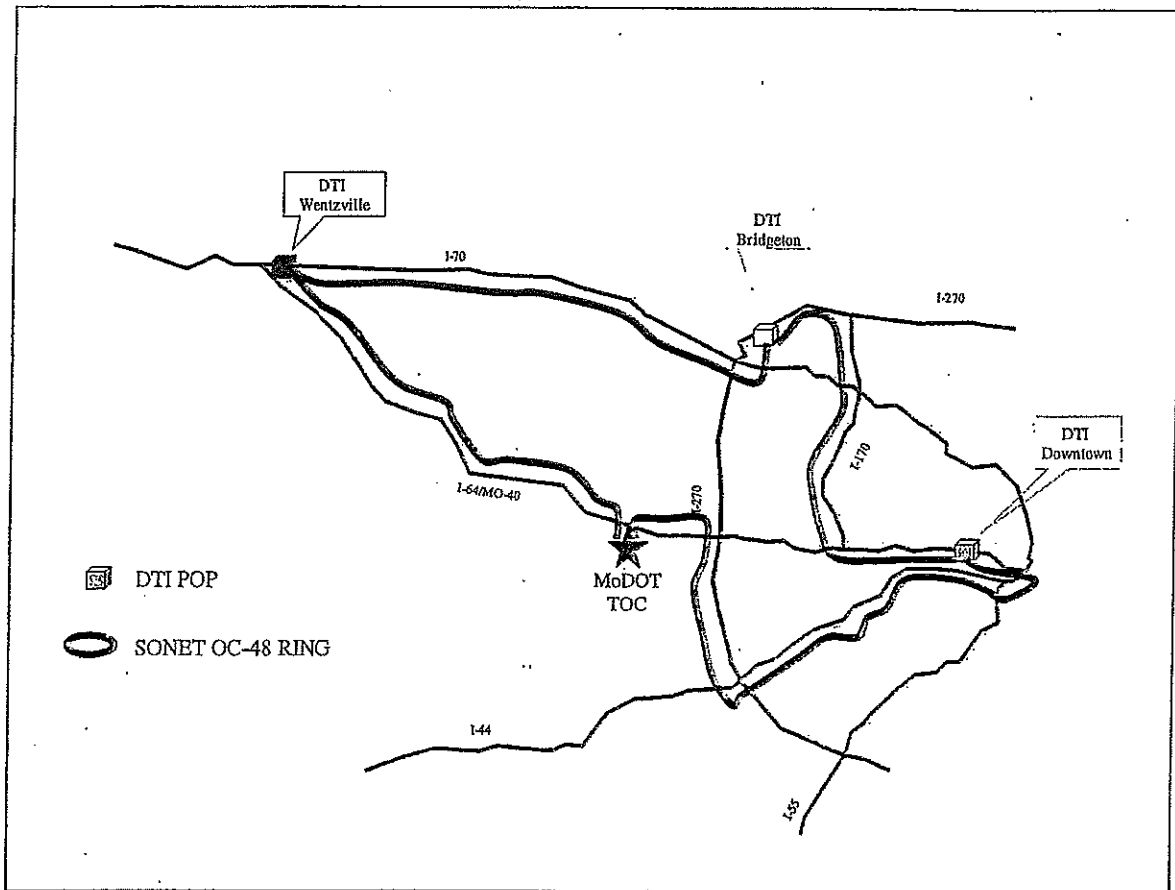 DTI
Wentzville
DTI
Bridgeton
I-70
I-270
DTI
Downtown
I-170
I-64/MO-40
I-270
MoDOT
TOC
DTI POP
SONET OC-48 RING
I-44
I-55